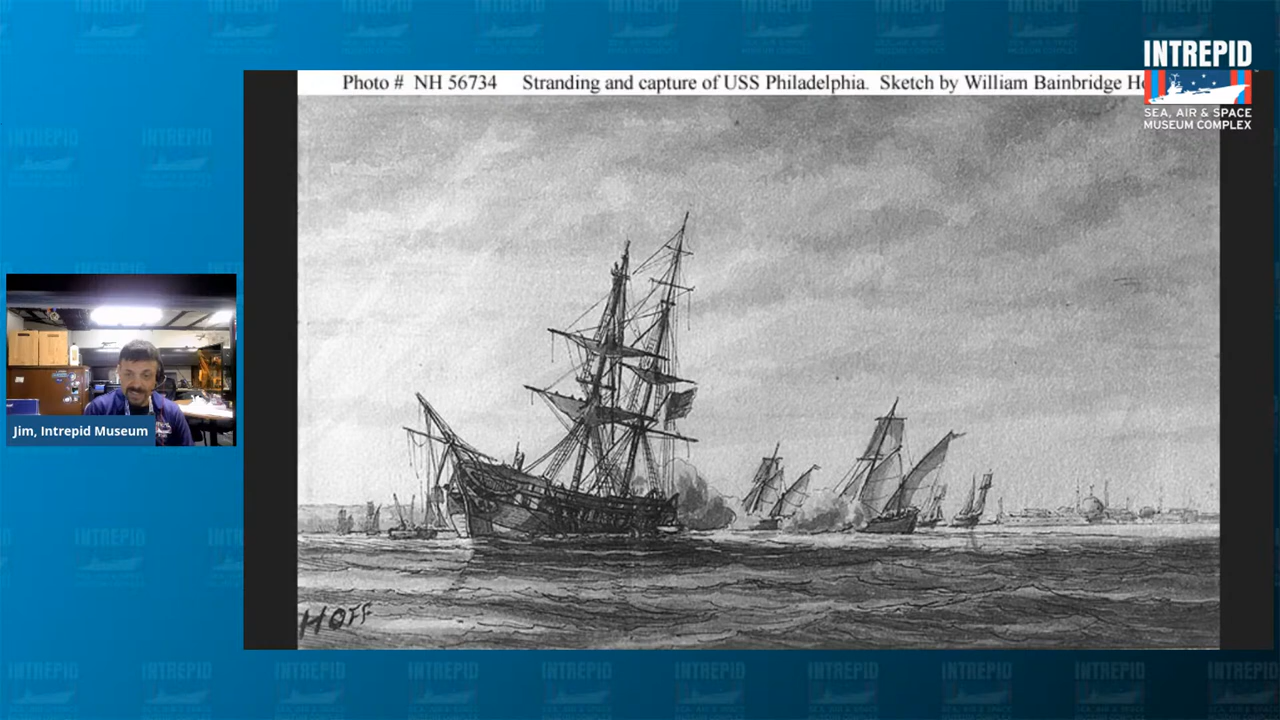 Photo # NH 56734 Stranding and capture of USS Philadelphia. Sketch by William Bainbridge
INTREPID
SEA, AIR & SPACE
MUSEUM COMPLEX
Jim, Intrepid Museum
HOFF